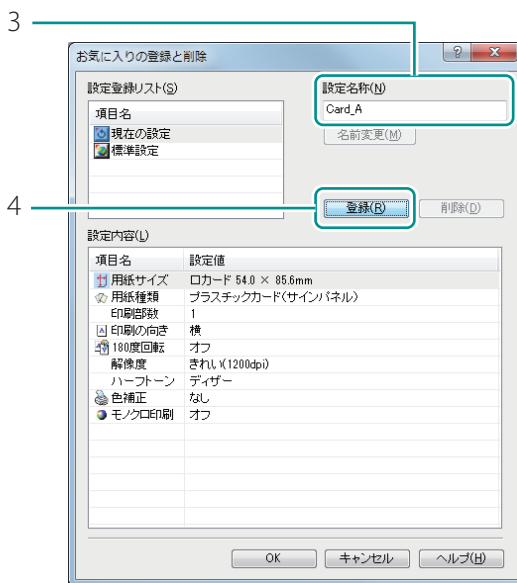 3
お気に入りの登録と削除
設定登録リスト(S)
設定名称(N)
項目名
Card_A
現在の設定
名前変更(M)
標準設定
4
登録(R)
削除(D)
設定内容(L)
項目名 設定値
用紙サイズ ロカード 54.0 × 85.6mm
用紙種類 プラスチックカード(サインパネル)
印刷部数 1
印刷の向き 横
180度回転 オフ
解像度 きれい(1200dpi)
ハーフトーン ディザー
色補正 なし
モノクロ印刷 オフ
OK キャンセル ヘルプ(H)